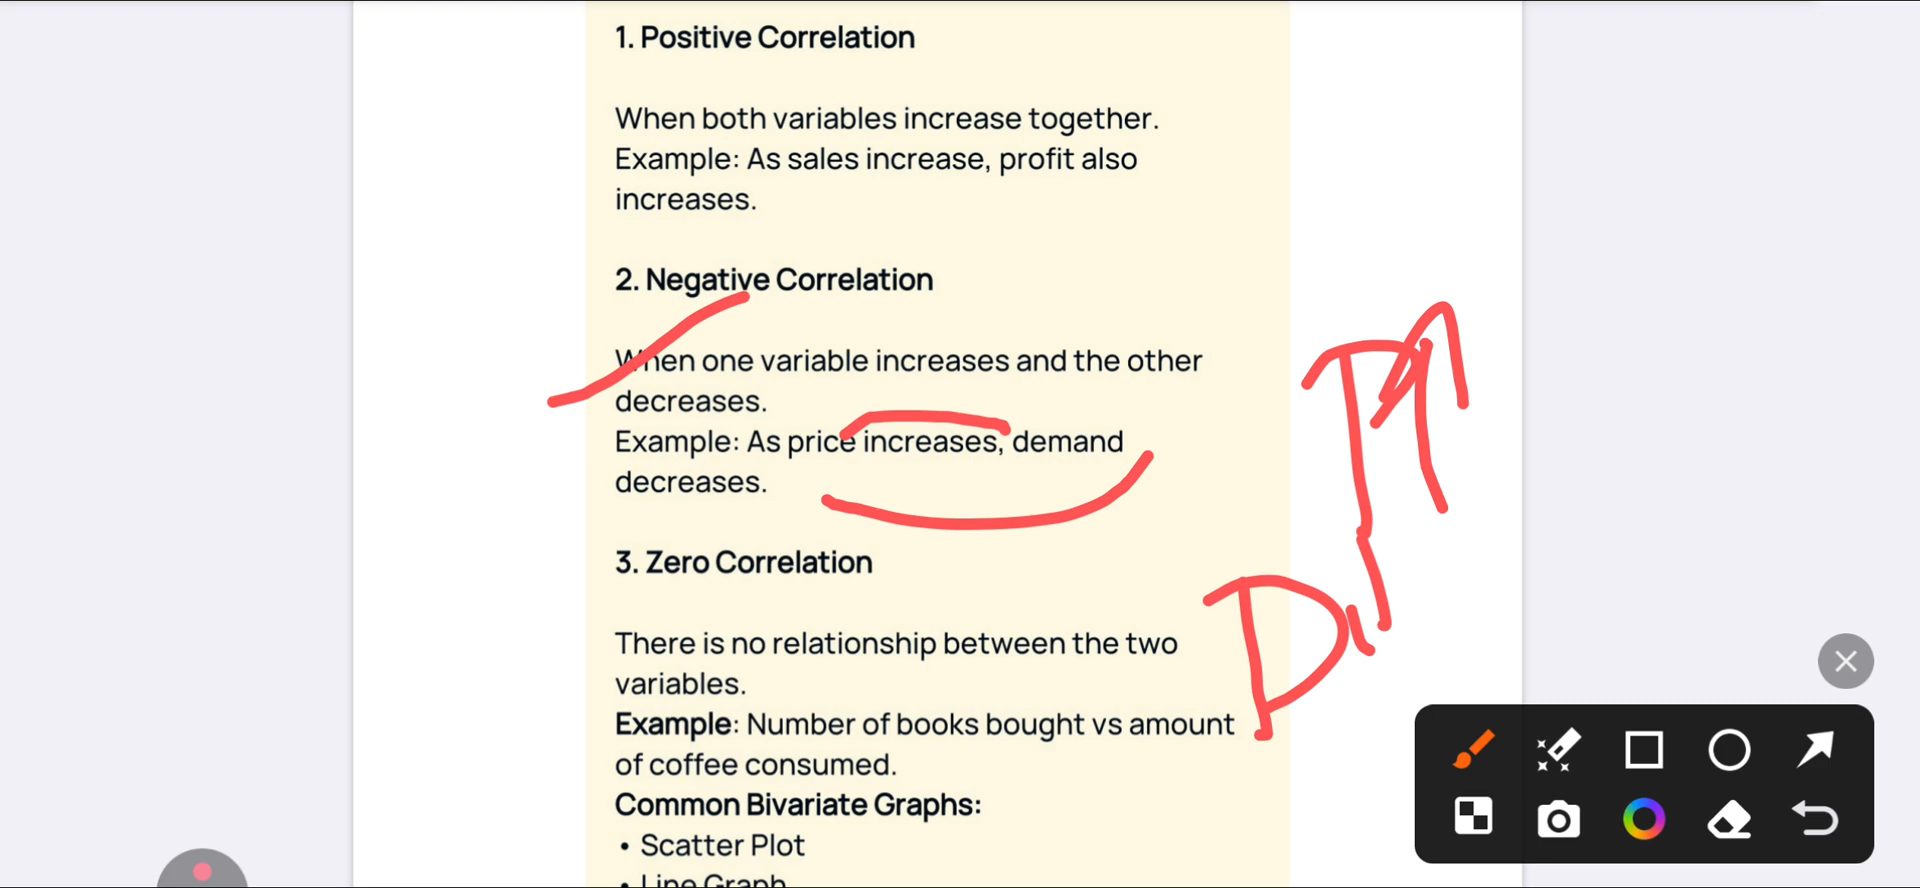 1. Positive Correlation
When both variables increase together.
Example: As sales increase, profit also
increases.
2. Negative Correlation
When one variable increases and the other
decreases.
Example: As price increases, demand
decreases.
P↑
D↓
3. Zero Correlation
There is no relationship between the two
variables.
Example: Number of books bought vs amount
of coffee consumed.
Common Bivariate Graphs:
• Scatter Plot
• Line Graph